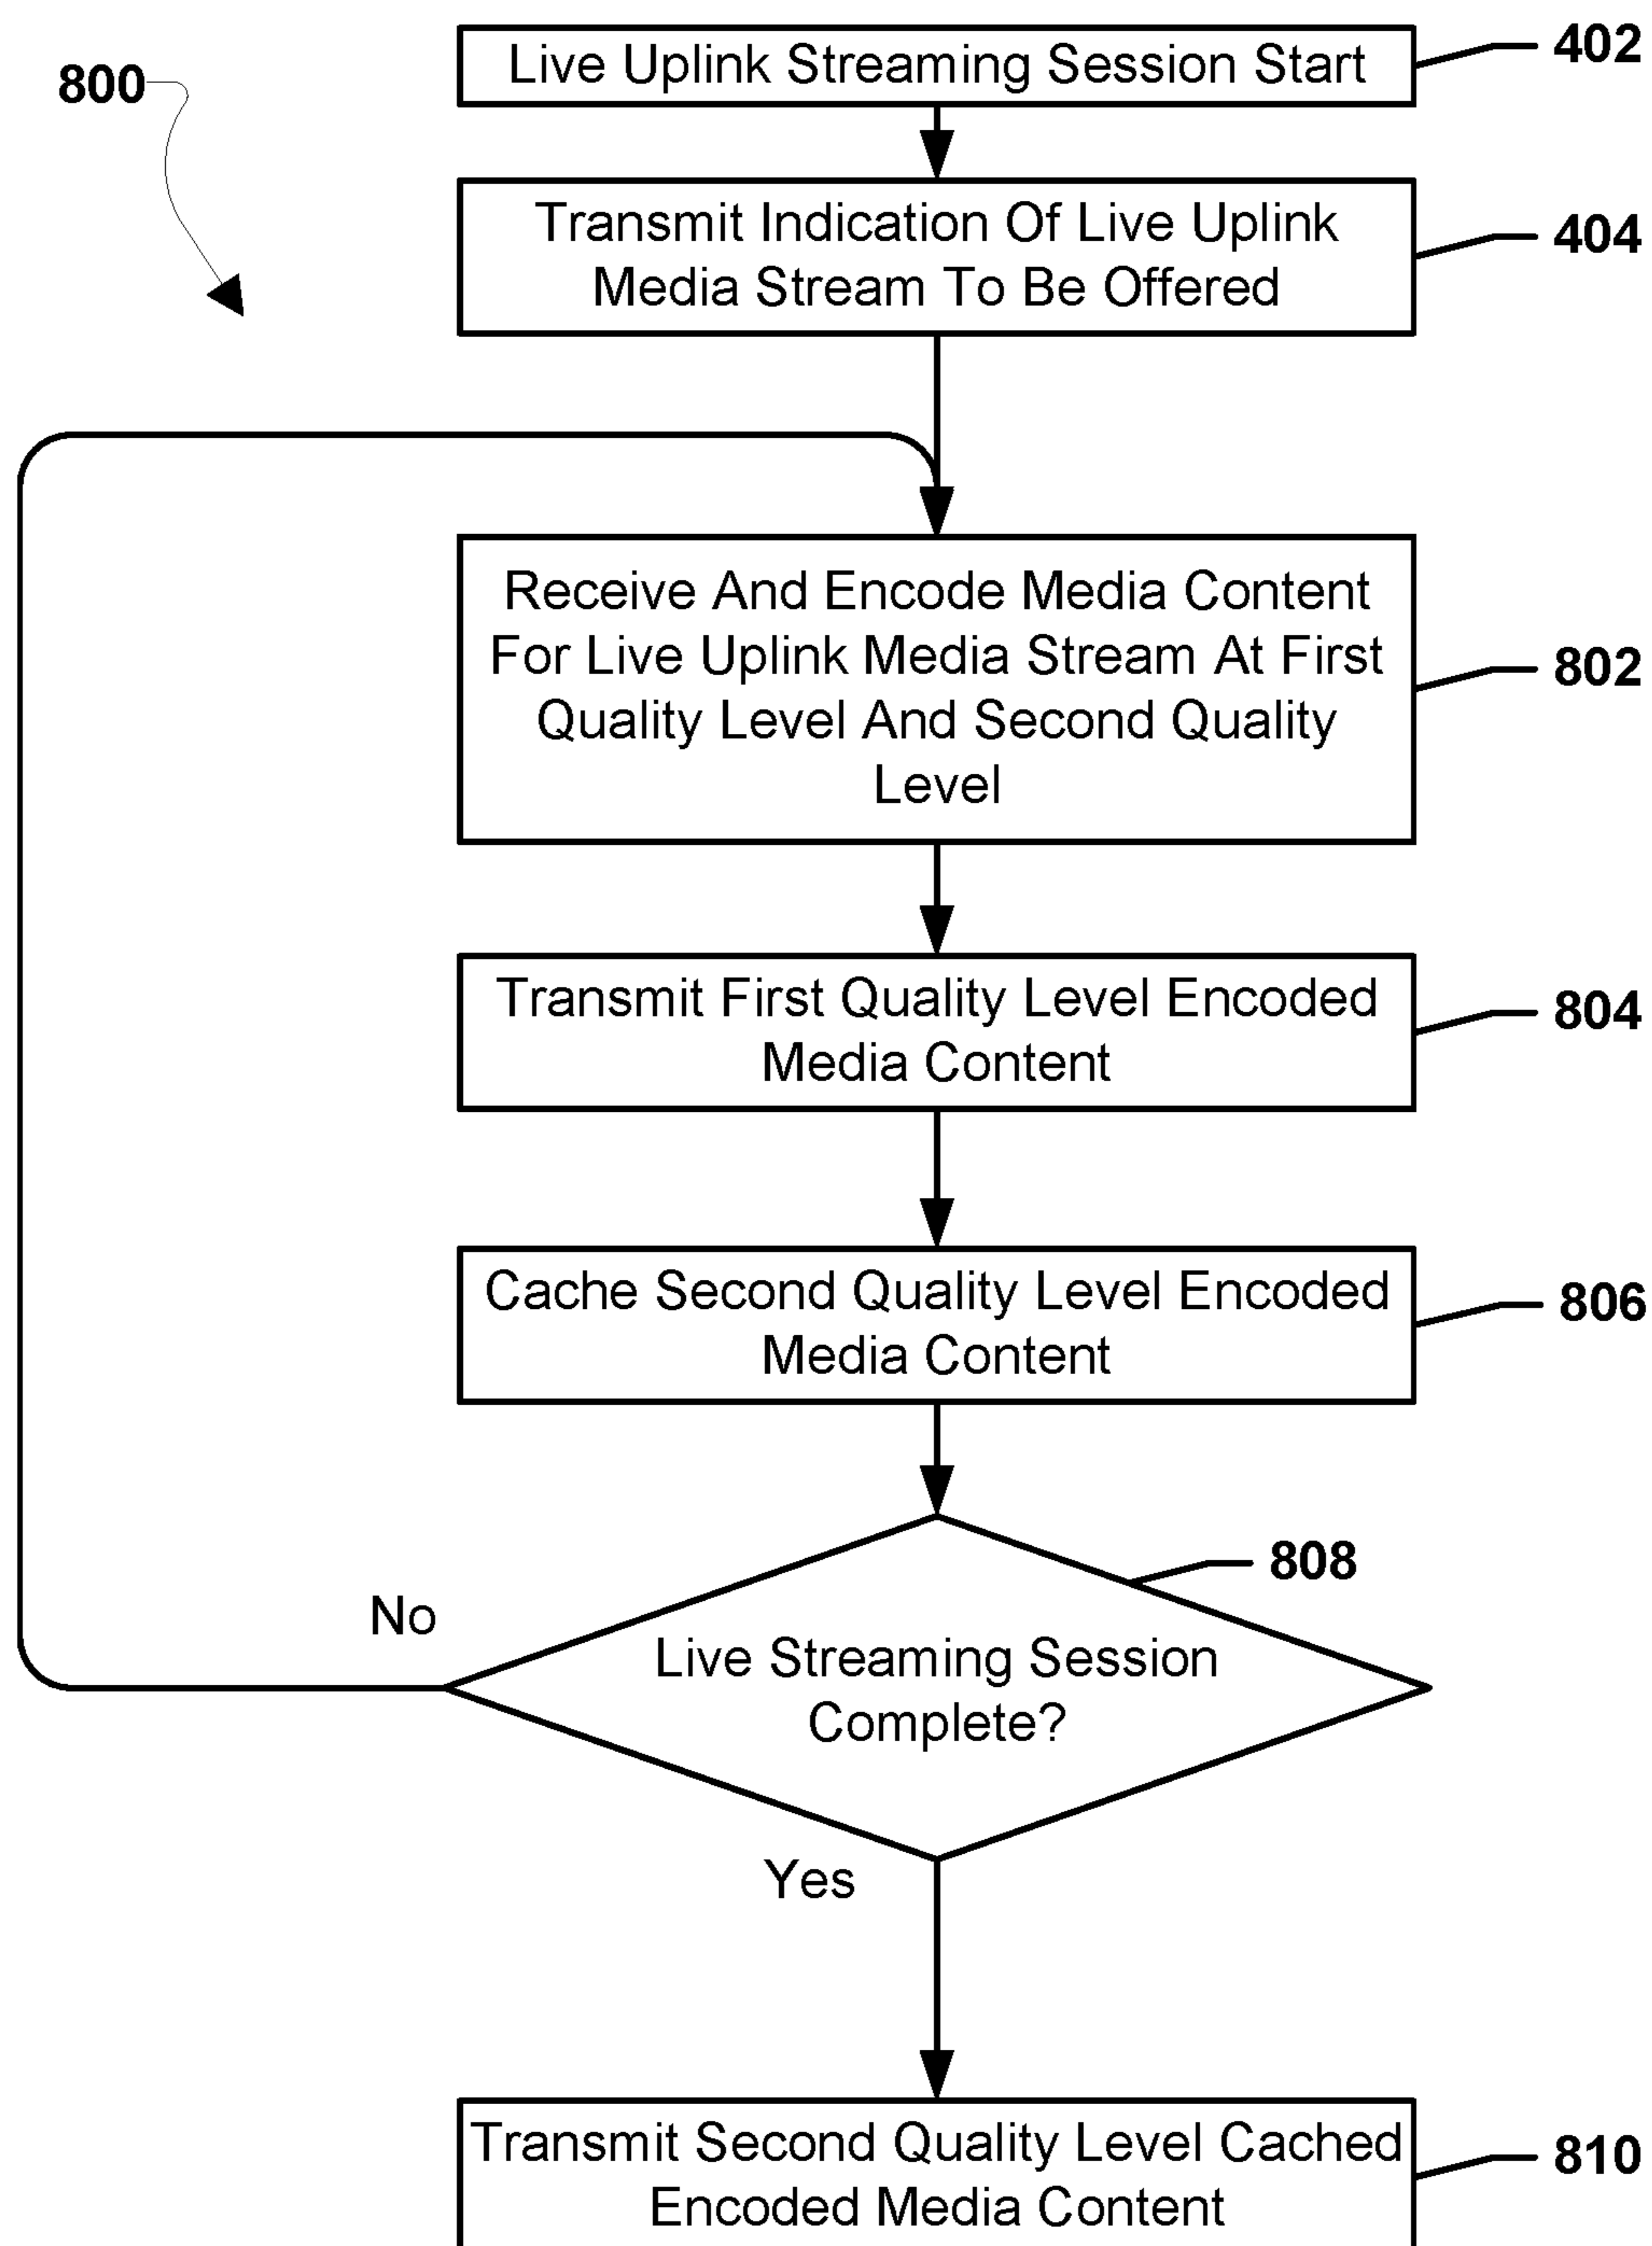 800
Live Uplink Streaming Session Start
402
Transmit Indication Of Live Uplink
Media Stream To Be Offered
404
Receive And Encode Media Content
For Live Uplink Media Stream At First
Quality Level And Second Quality
Level
802
Transmit First Quality Level Encoded
Media Content
804
Cache Second Quality Level Encoded
Media Content
806
Live Streaming Session
Complete?
808
No
Yes
Transmit Second Quality Level Cached
Encoded Media Content
810